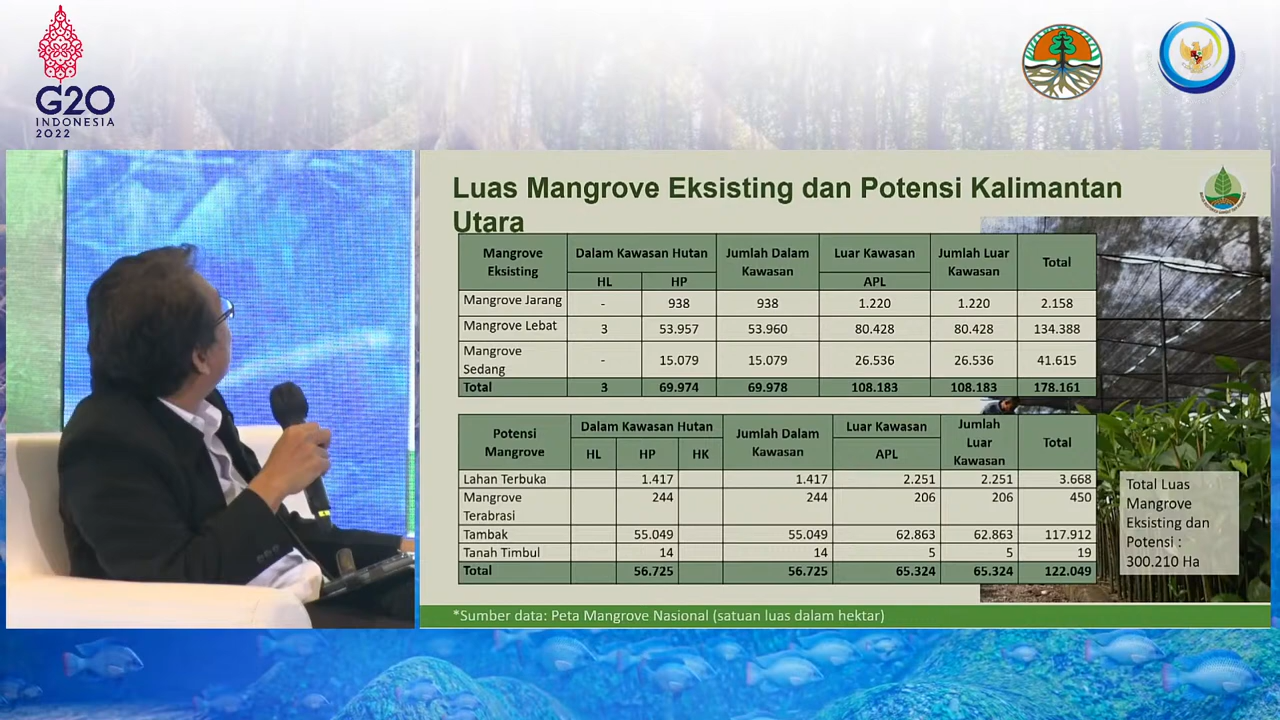 G20
INDONESIA
2022
Luas Mangrove Eksisting dan Potensi Kalimantan
Utara
Mangrove Eksisting Dalam Kawasan Hutan Jumlah Dalam Kawasan Luar Kawasan Jumlah Luar Kawasan Total
HL HP APL
Mangrove Jarang - 938 938 1.220 1.220 2.158
Mangrove Lebat 3 53.957 53.960 80.428 80.428 134.388
Mangrove Sedang - 15.079 15.079 26.536 26.536 41.615
Total 3 69.974 69.978 108.183 108.183 178.161
Potensi Mangrove Dalam Kawasan Hutan Jumlah Dalam Kawasan Luar Kawasan Jumlah Luar Kawasan Total
HL HP HK APL
Lahan Terbuka 1.417 1.417 2.251 2.251 3.668
Mangrove Terabrasi 244 244 206 206 450
Tambak 55.049 55.049 62.863 62.863 117.912
Tanah Timbul 14 14 5 5 19
Total 56.725 56.725 65.324 65.324 122.049
Total Luas
Mangrove
Eksisting dan
Potensi :
300.210 Ha
*Sumber data: Peta Mangrove Nasional (satuan luas dalam hektar)